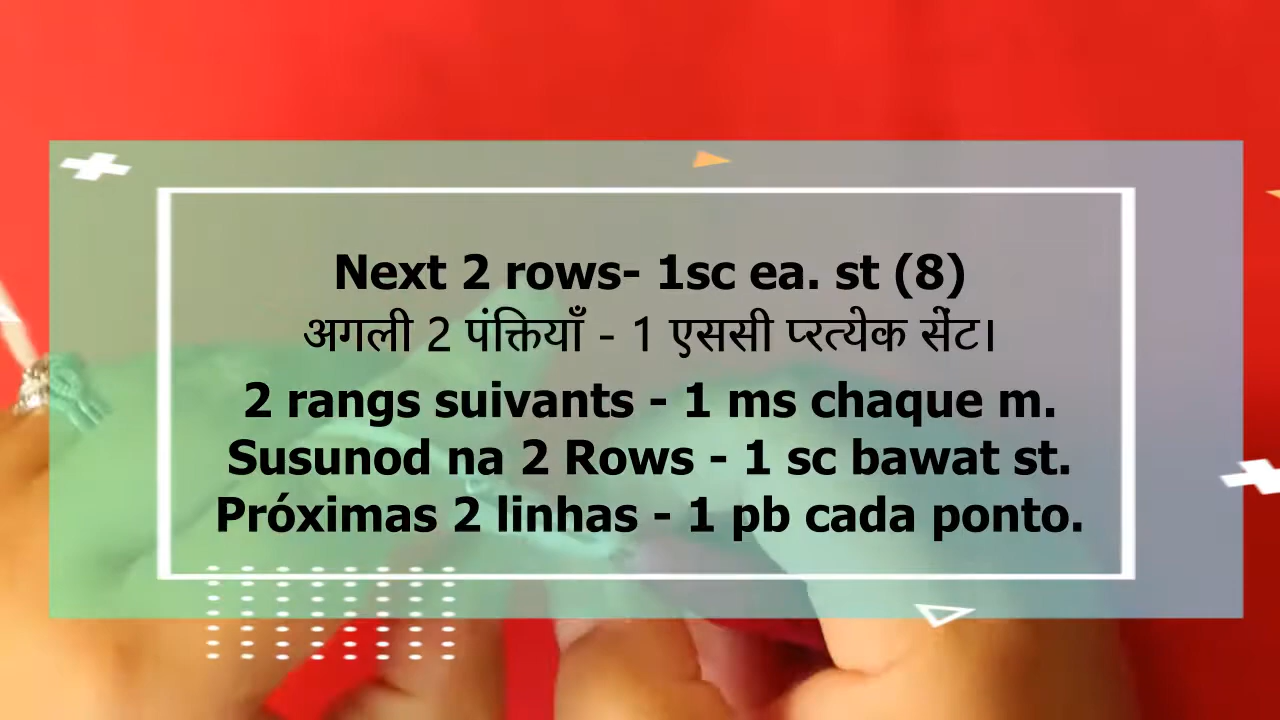 Next 2 rows- 1sc ea. st (8)
अगली 2 पंक्तियाँ - 1 एससी प्रत्येक सेंट।
2 rangs suivants - 1 ms chaque m.
Susunod na 2 Rows - 1 sc bawat st.
Próximas 2 linhas - 1 pb cada ponto.